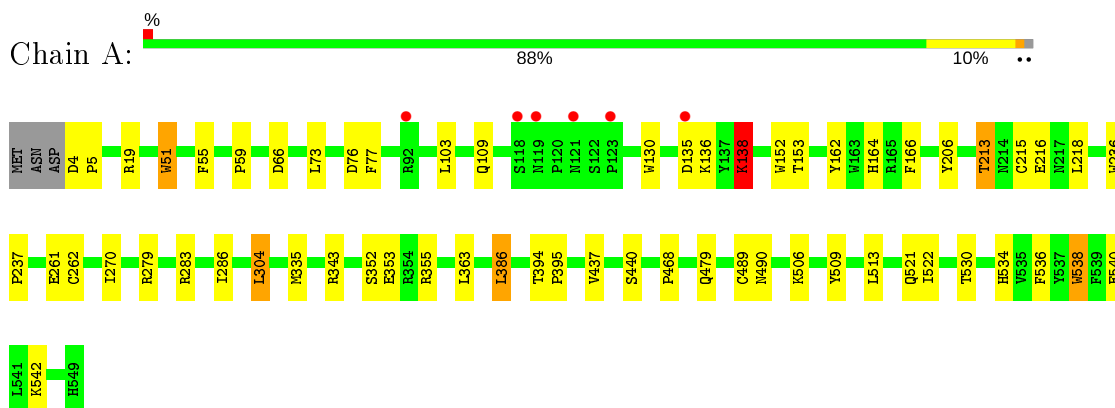 %
Chain A:
88%
10%
••
MET ASN ASP D4 P5 R19 W51 F55 P59 D66 L73 D76 F77 R92 L103 Q109 S118 N119 P120 N121 S122 P123 W130 D135 K136 Y137 K138 W152 T153 Y162 W163 H164 R165 F166 Y206 T213 N214 C215 E216 N217 L218 W236
P237 E261 C262 I270 R279 R283 I286 L304 M335 R343 S352 E353 R354 R355 L363 L386 T394 P395 V437 S440 P468 Q479 C489 N490 K506 Y509 L513 Q521 I522 T530 H534 V535 F536 Y537 W538 F539
L541 K542 H549